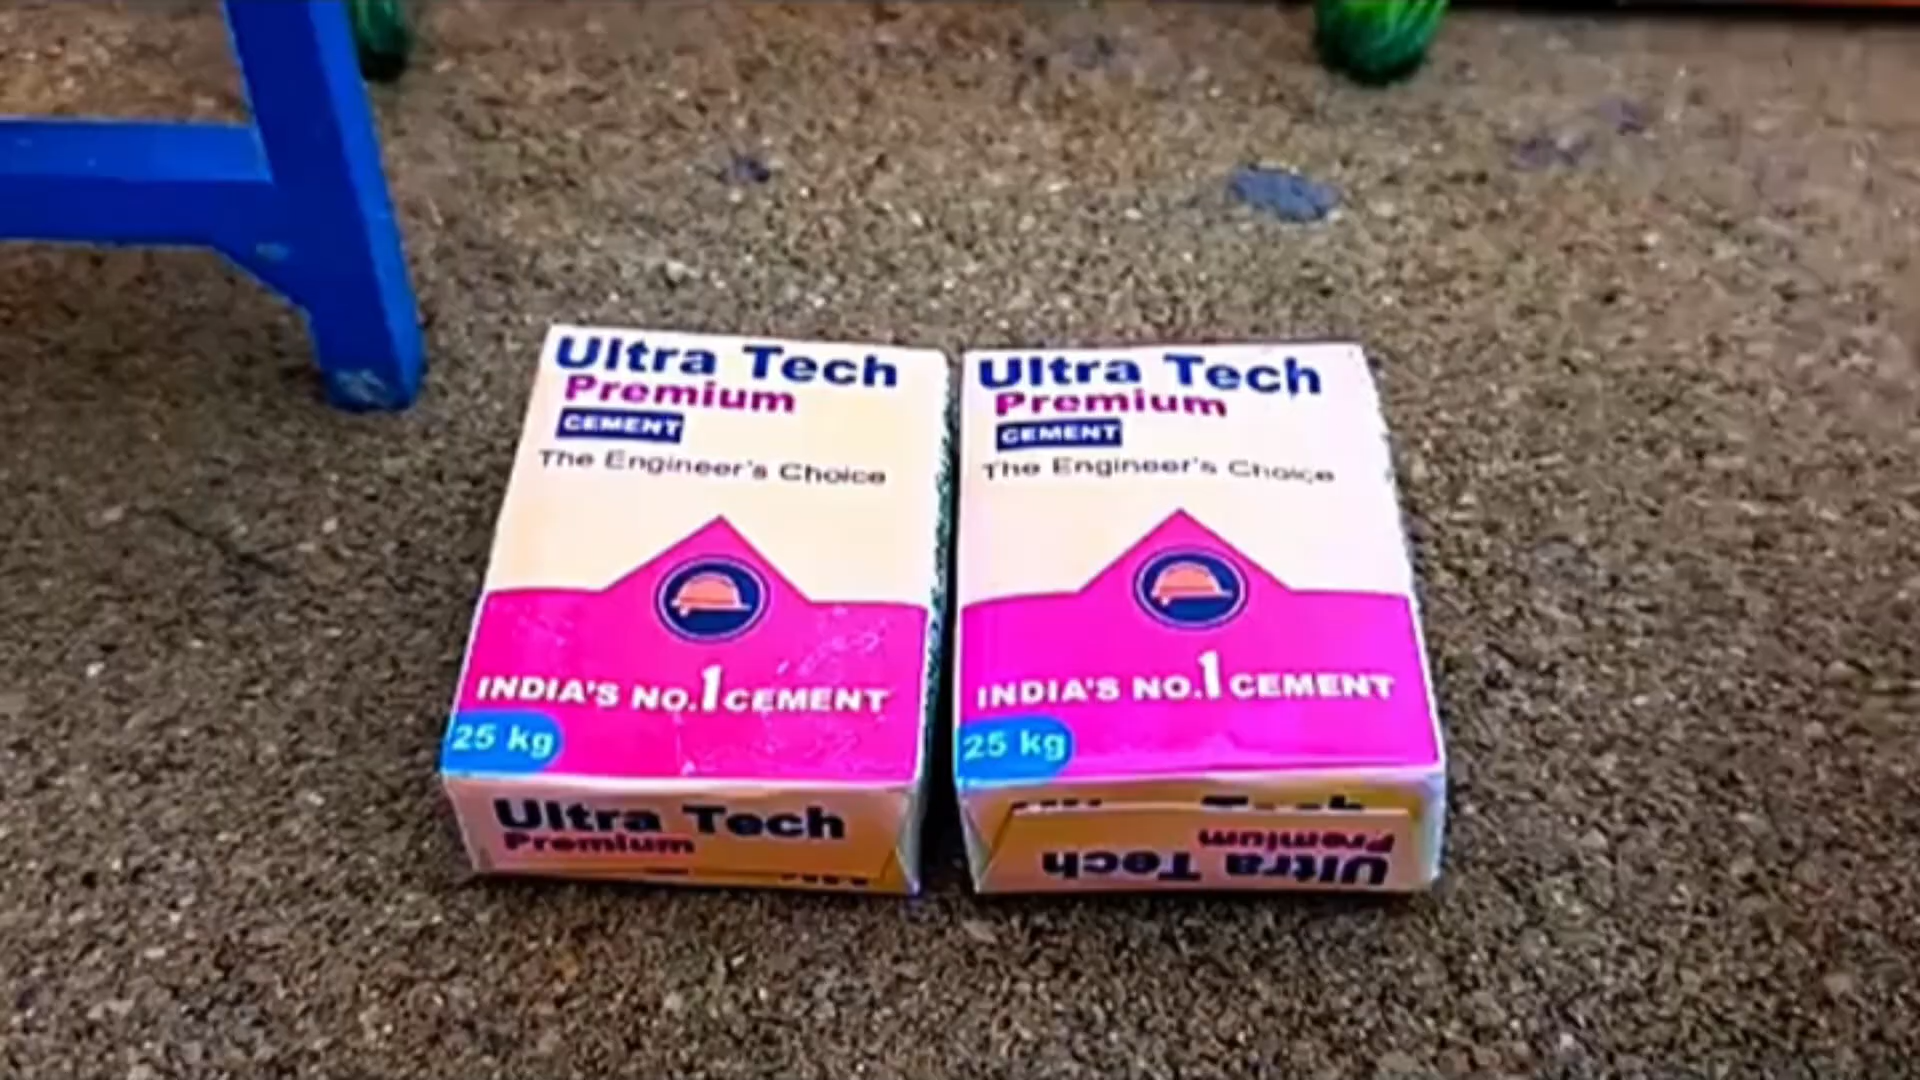 Ultra Tech
Premium
CEMENT
The Engineer's Choice
INDIA'S NO.1 CEMENT
25 kg
Ultra Tech
Premium
Ultra Tech
Premium
CEMENT
The Engineer's Choice
INDIA'S NO.1 CEMENT
25 kg
Premium
Ultra Tech